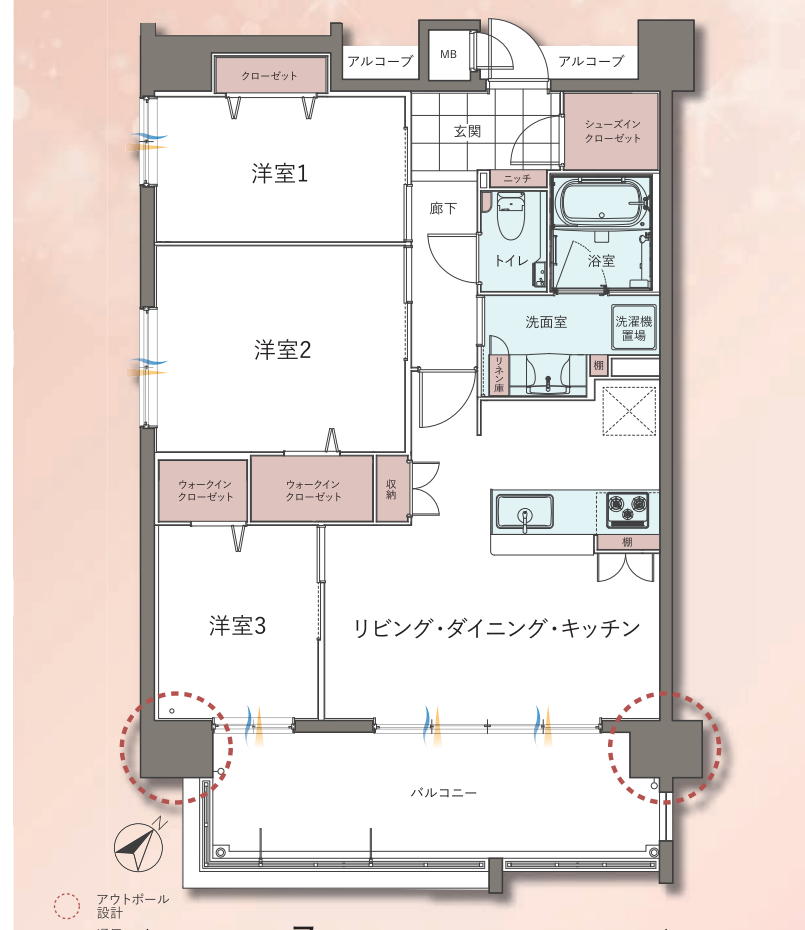 アルコーブ
MB
アルコーブ
クローゼット
玄関
シューズイン
クローゼット
洋室1
ニッチ
廊下
トイレ
浴室
洗面室
洗濯機
置場
洋室2
リネン庫
棚
ウォークイン
クローゼット
ウォークイン
クローゼット
収納
棚
洋室3
リビング・ダイニング・キッチン
バルコニー
N
アウトポール
設計